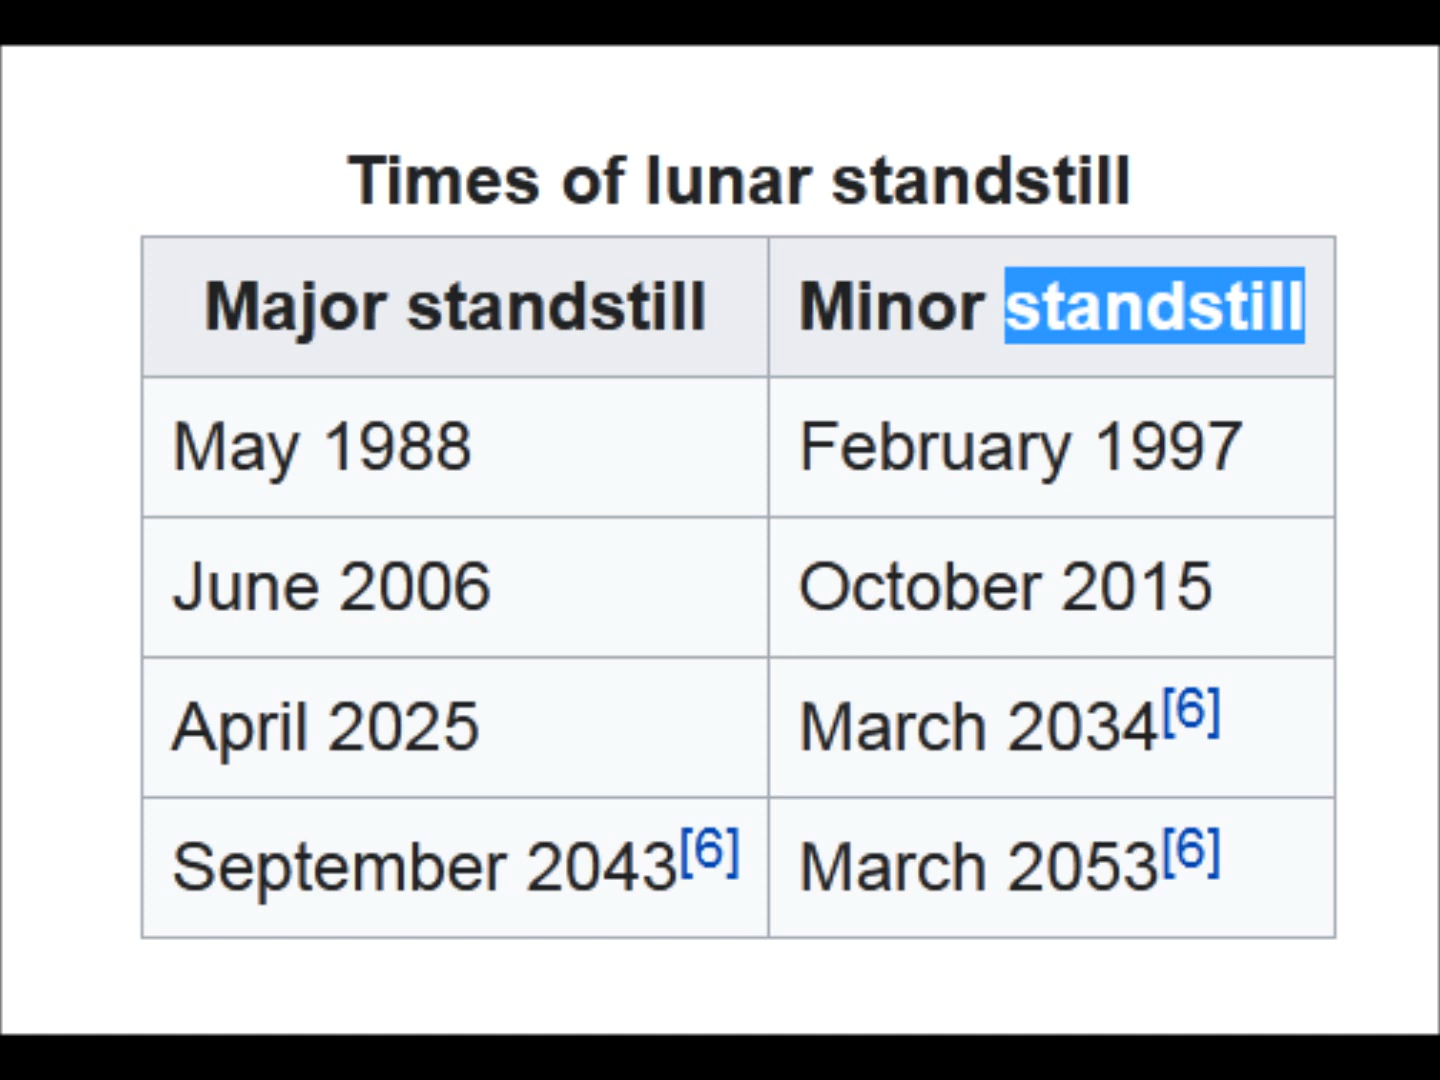 Times of lunar standstill
Major standstill Minor standstill
May 1988 February 1997
June 2006 October 2015
April 2025 March 2034[6]
September 2043[6] March 2053[6]